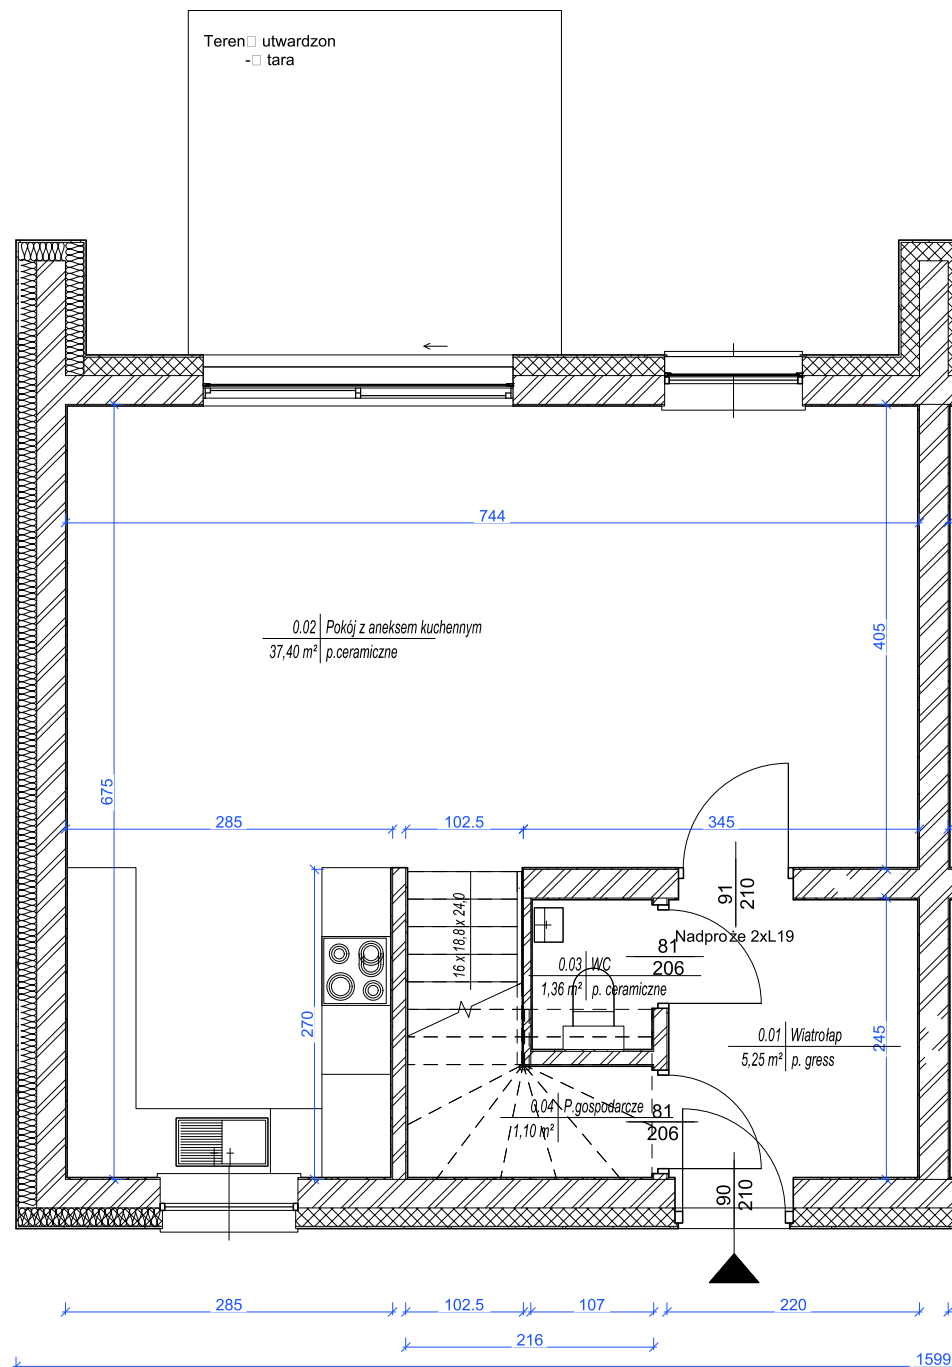 Teren□ utwardzon
-□ tara
744
0.02 Pokój z aneksem kuchennym
37,40 m² p.ceramiczne
405
675
285
102.5
345
16 x 18,8 x 24,0
91
210
Nadproże 2xL19
81
206
0.03 WC
1,36 m² p. ceramiczne
270
0.01 Wiatrołap
5,25 m² p. gress
245
0.04 P.gospodarcze
1,10 m²
81
206
90
210
285
102.5
107
220
216
1599